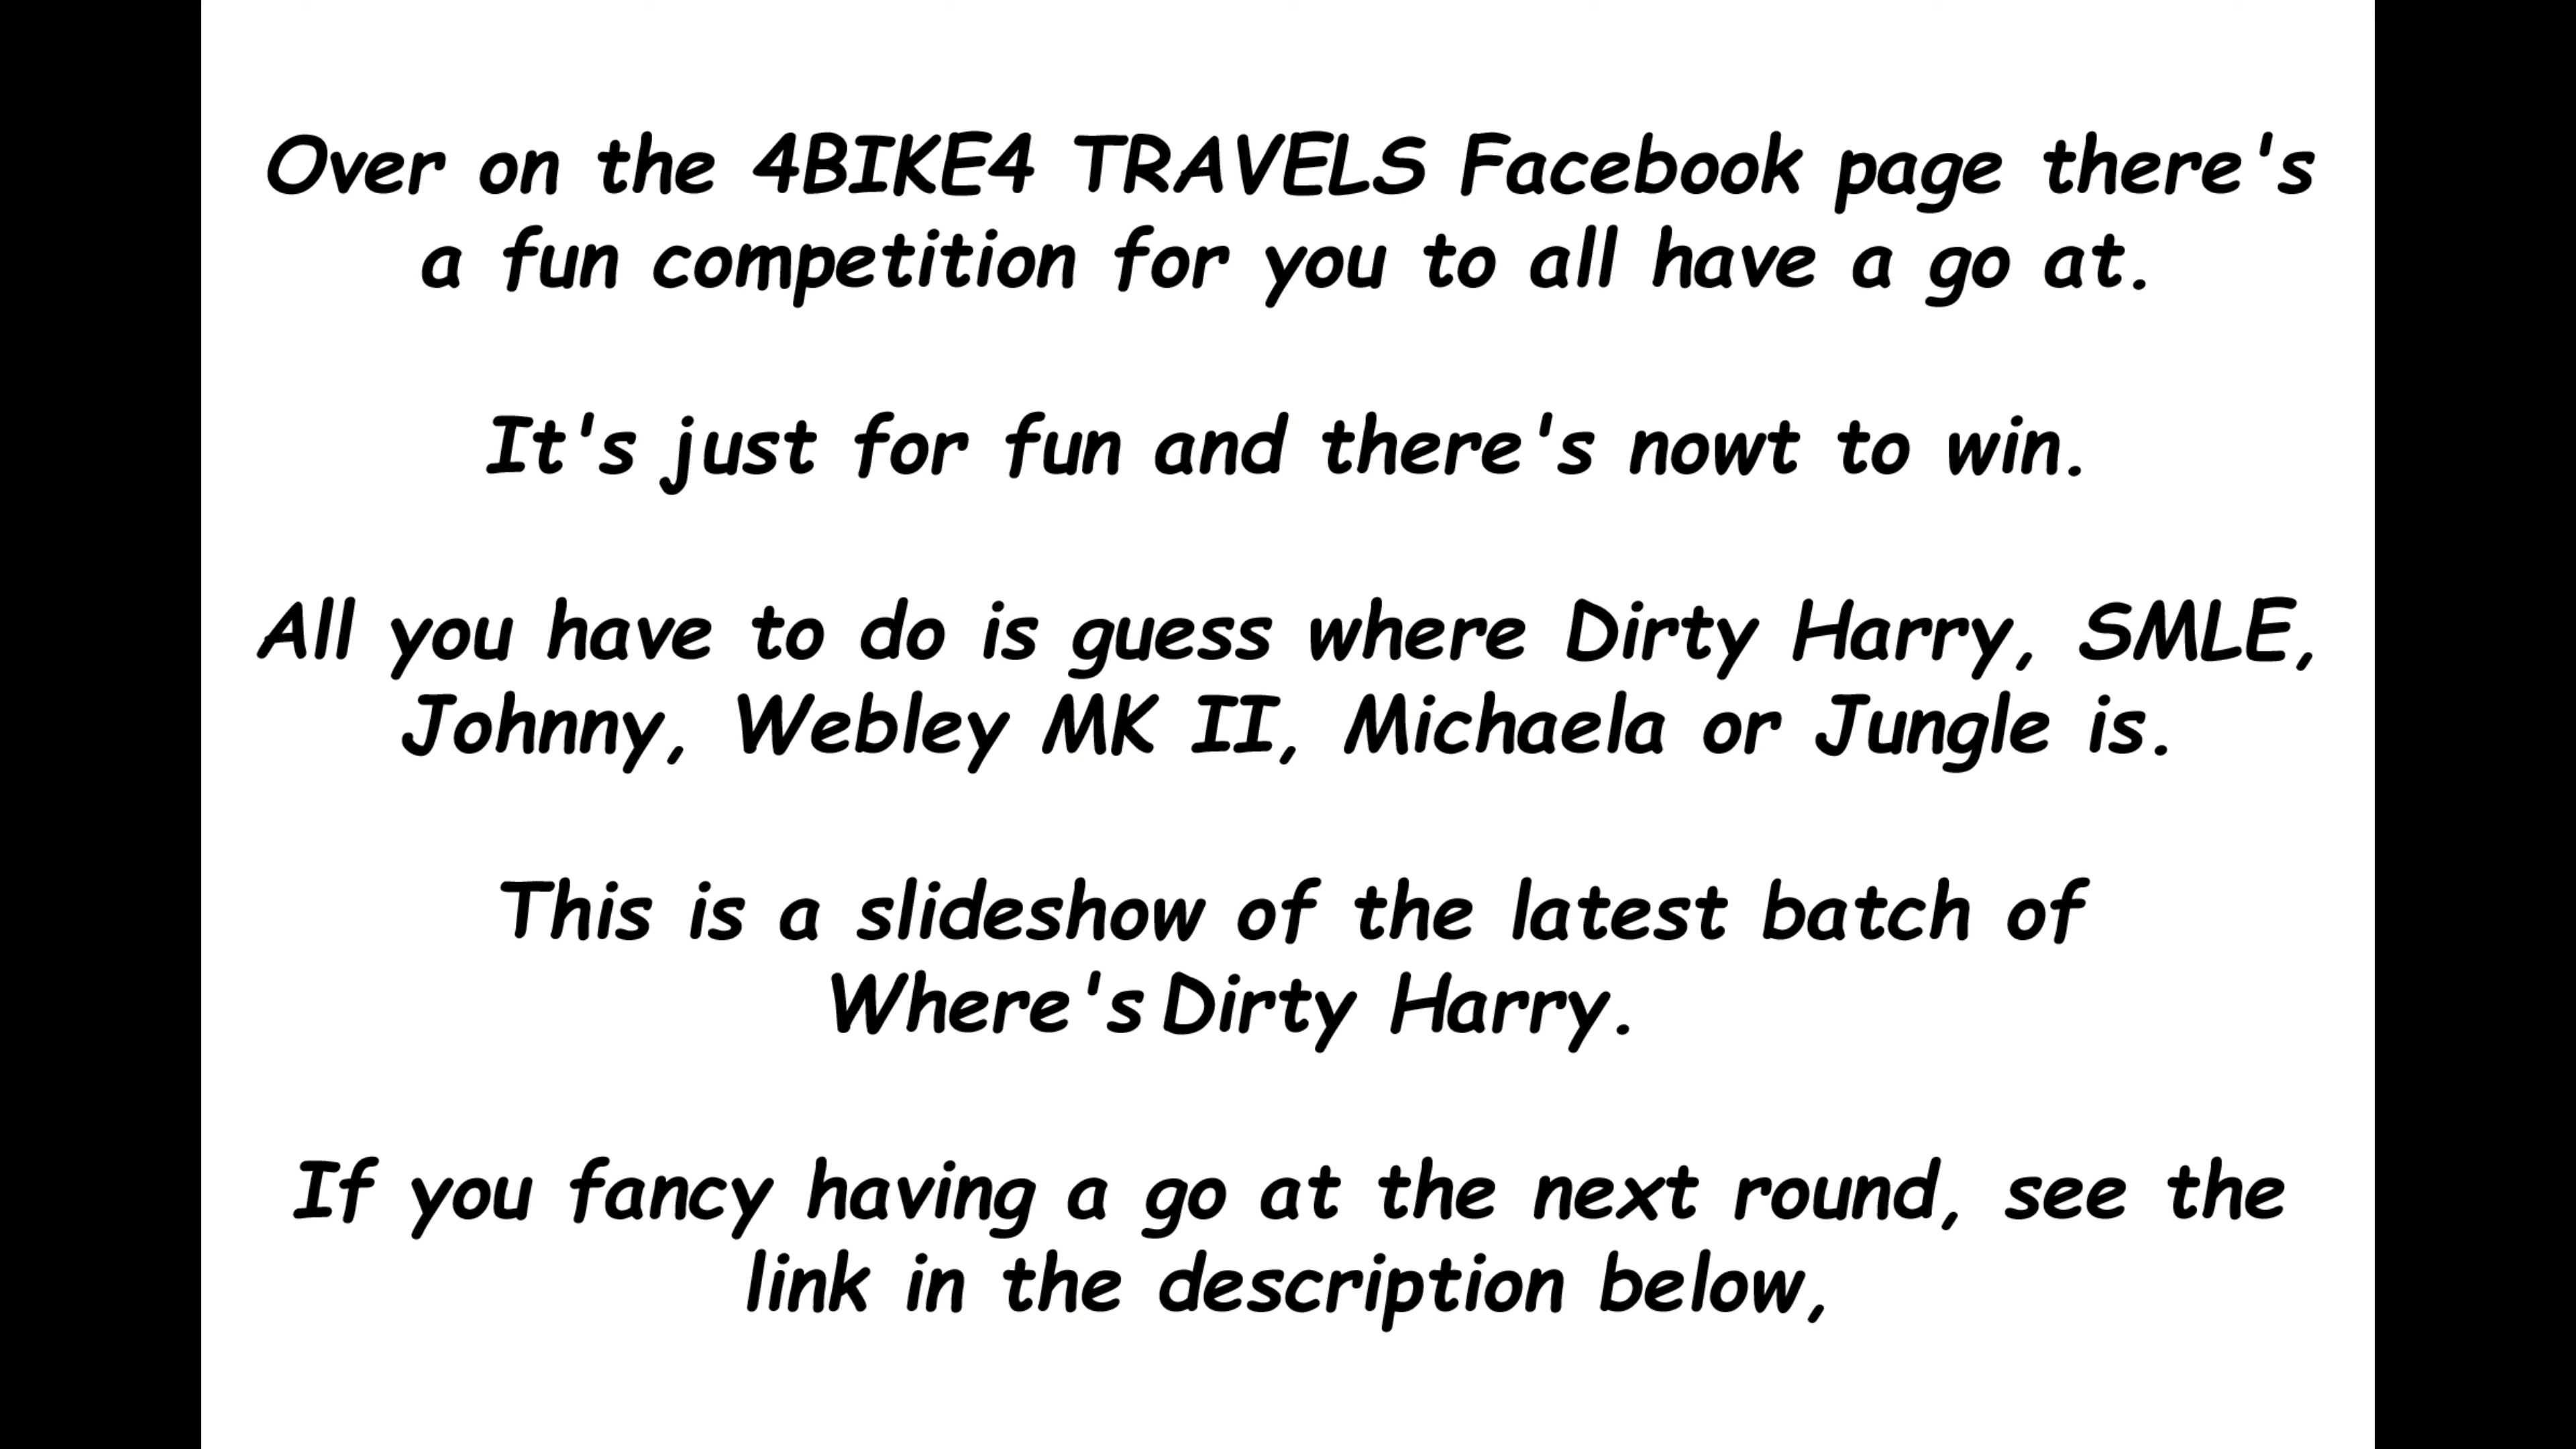 Over on the 4BIKE4 TRAVELS Facebook page there's
a fun competition for you to all have a go at.
It's just for fun and there's nowt to win.
All you have to do is guess where Dirty Harry, SMLE,
Johnny, Webley MK II, Michaela or Jungle is.
This is a slideshow of the latest batch of
Where's Dirty Harry.
If you fancy having a go at the next round, see the
link in the description below,